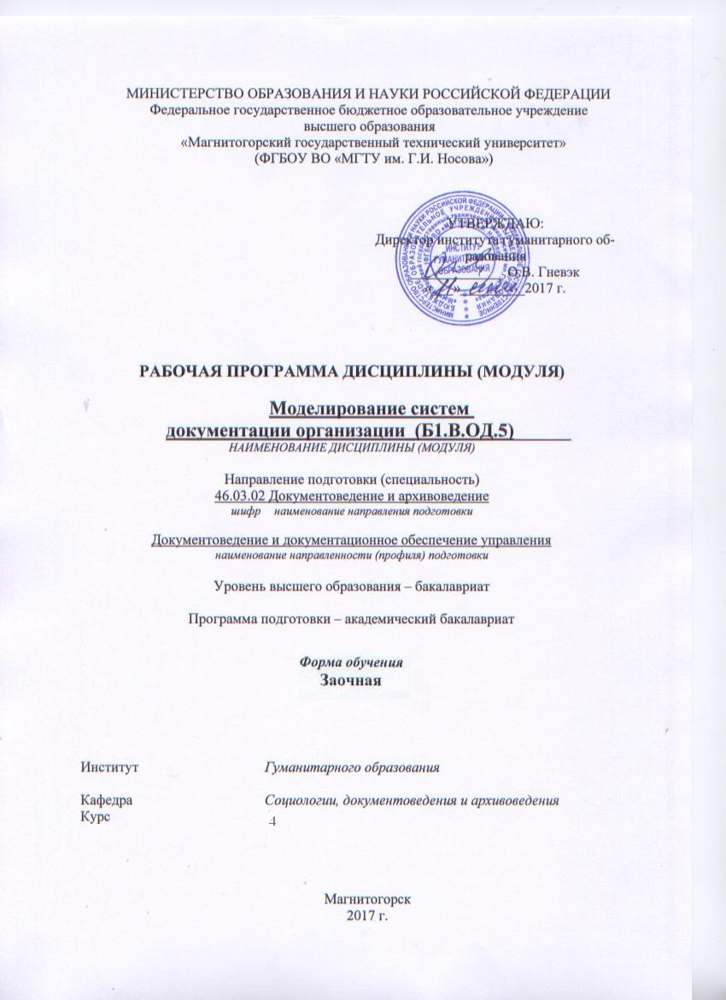 МИНИСТЕРСТВО ОБРАЗОВАНИЯ И НАУКИ РОССИЙСКОЙ ФЕДЕРАЦИИ
Федеральное государственное бюджетное образовательное учреждение
высшего образования
«Магнитогорский государственный технический университет»
(ФГБОУ ВО «МГТУ им. Г.И. Носова»)
УТВЕРЖДАЮ:
Директор института гуманитарного об-
разования
О.В. Гневэк
2017 г.
ИНСТИТУТ
ГУМАНИТАРНОГО
ОБРАЗОВАНИЯ
РАБОЧАЯ ПРОГРАММА ДИСЦИПЛИНЫ (МОДУЛЯ)
Моделирование систем
документации организации (Б1.В.ОД.5)
НАИМЕНОВАНИЕ ДИСЦИПЛИНЫ (МОДУЛЯ)
Направление подготовки (специальность)
46.03.02 Документоведение и архивоведение
шифр наименование направления подготовки
Документоведение и документационное обеспечение управления
наименование направленности (профиля) подготовки
Уровень высшего образования – бакалавриат
Программа подготовки – академический бакалавриат
Форма обучения
Заочная
Институт Гуманитарного образования
Кафедра Социологии, документоведения и архивоведения
Курс 4
Магнитогорск
2017 г.